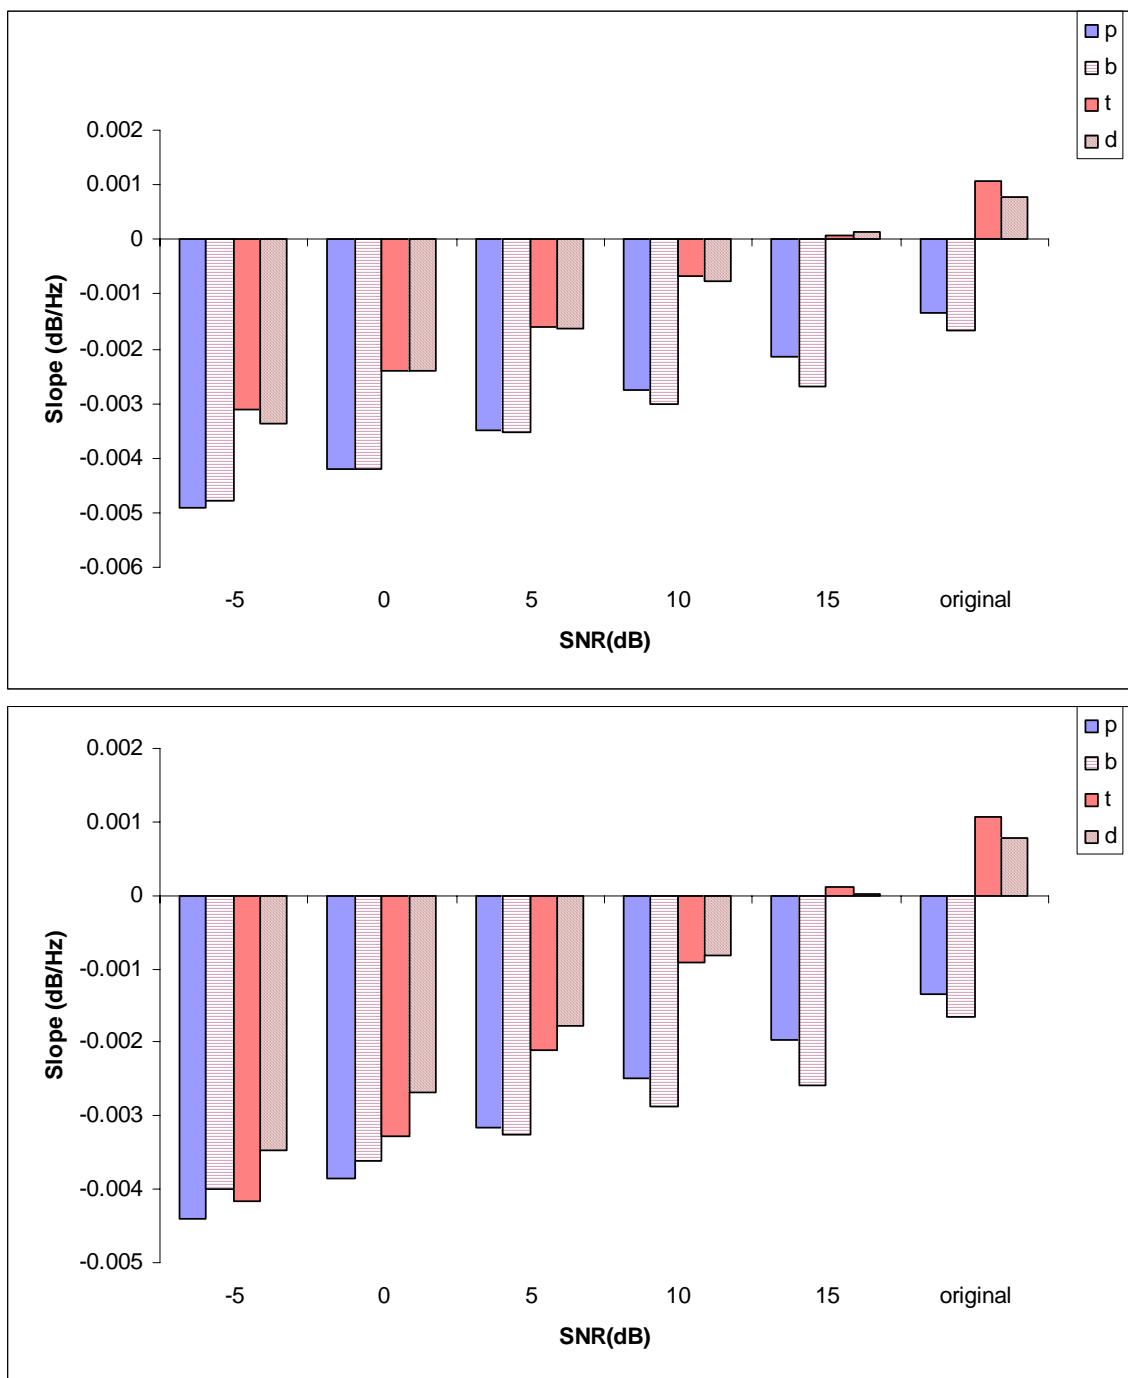 p
b
t
d
0.002
0.001
0
-0.001
-0.002
-0.003
-0.004
-0.005
-0.006
Slope (dB/Hz)
-5 0 5 10 15 original
SNR(dB)
p
b
t
d
0.002
0.001
0
-0.001
-0.002
-0.003
-0.004
-0.005
Slope (dB/Hz)
-5 0 5 10 15 original
SNR(dB)